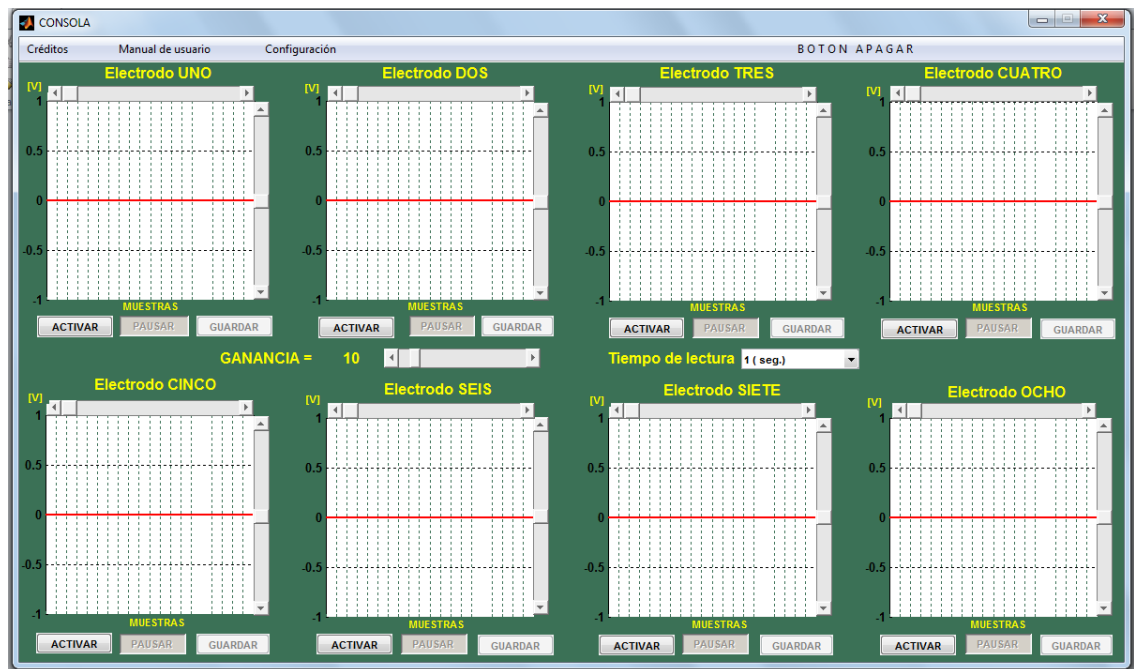 CONSOLA
Créditos Manual de usuario Configuración BOTON APAGAR
Electrodo UNO Electrodo DOS Electrodo TRES Electrodo CUATRO
[V] [V] [V] [V]
1 1 1 1
0.5 0.5 0.5 0.5
0 0 0 0
-0.5 -0.5 -0.5 -0.5
-1 -1 -1 -1
MUESTRAS MUESTRAS MUESTRAS MUESTRAS
ACTIVAR PAUSAR GUARDAR ACTIVAR PAUSAR GUARDAR ACTIVAR PAUSAR GUARDAR ACTIVAR PAUSAR GUARDAR
GANANCIA = 10 Tiempo de lectura 1 ( seg.)
Electrodo CINCO Electrodo SEIS Electrodo SIETE Electrodo OCHO
[V] [V] [V] [V]
1 1 1 1
0.5 0.5 0.5 0.5
0 0 0 0
-0.5 -0.5 -0.5 -0.5
-1 -1 -1 -1
MUESTRAS MUESTRAS MUESTRAS MUESTRAS
ACTIVAR PAUSAR GUARDAR ACTIVAR PAUSAR GUARDAR ACTIVAR PAUSAR GUARDAR ACTIVAR PAUSAR GUARDAR